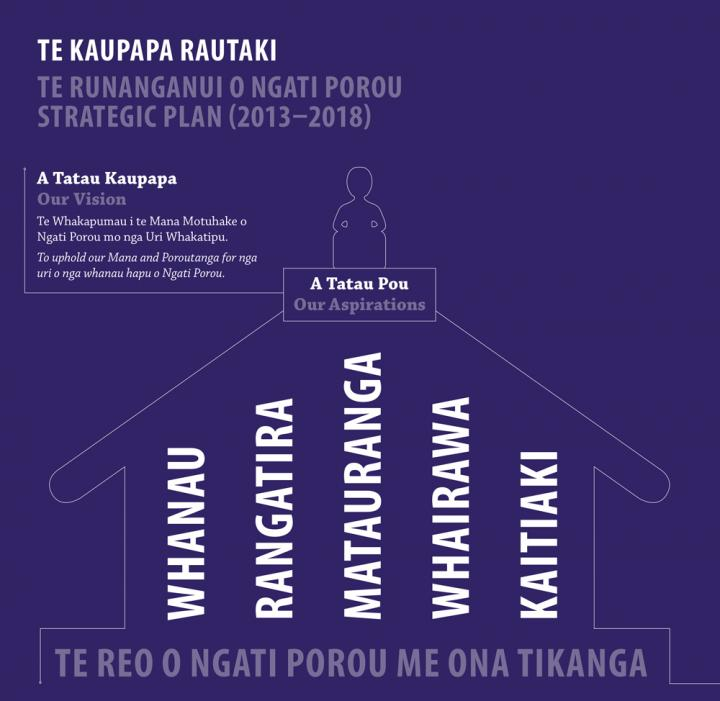 TE KAUPAPA RAUTAKI
TE RUNANGANUI O NGATI POROU
STRATEGIC PLAN (2013–2018)
A Tatau Kaupapa
Our Vision
Te Whakapumau i te Mana Motuhake o
Ngati Porou mo nga Uri Whakatipu.
To uphold our Mana and Poroutanga for nga
uri o nga whanau hapu o Ngati Porou.
A Tatau Pou
Our Aspirations
WHANAU
RANGATIRA
MATAURANGA
WHAIRAWA
KAITIAKI
TE REO O NGATI POROU ME ONA TIKANGA